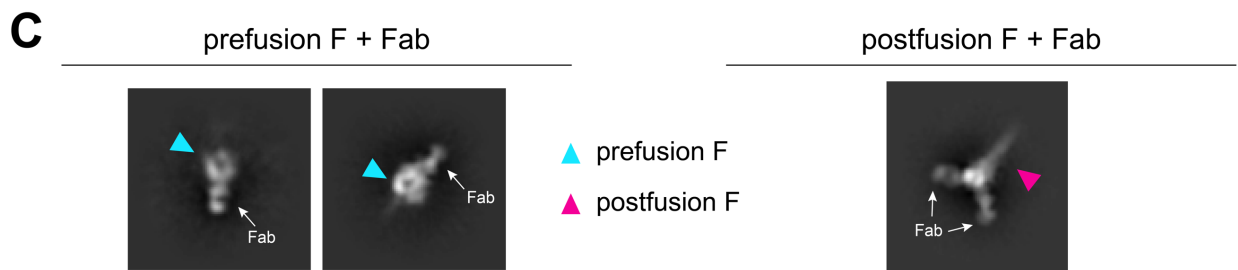 C
prefusion F + Fab
postfusion F + Fab
Fab
Fab
prefusion F
postfusion F
Fab